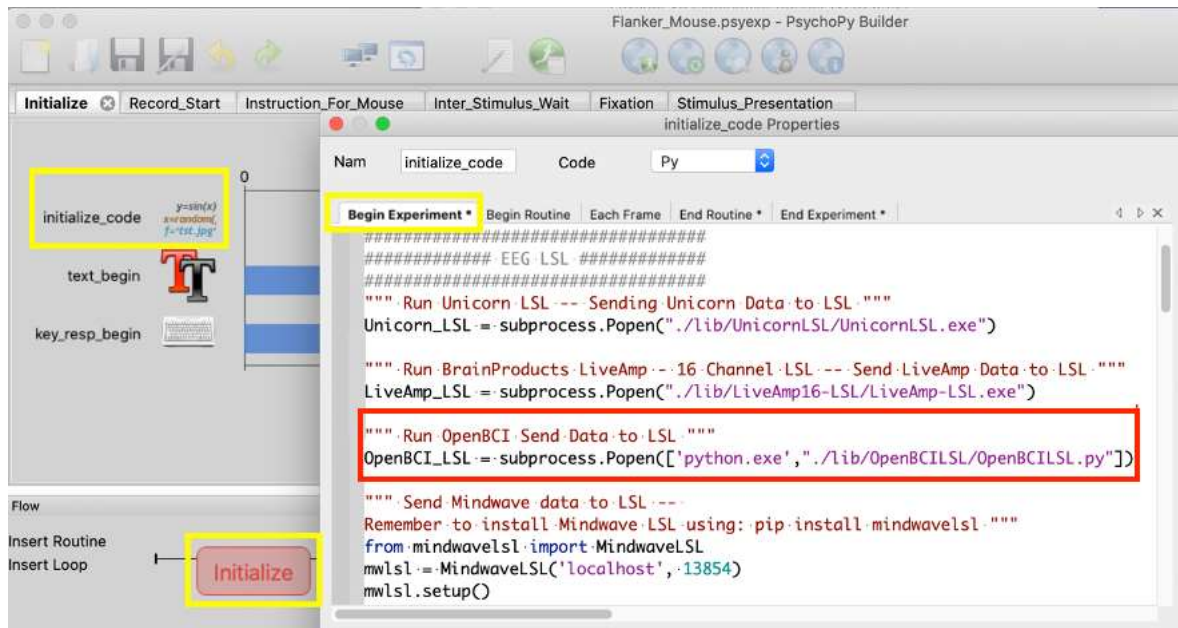 Flanker_Mouse.psyexp - PsychoPy Builder
Initialize
Record_Start
Instruction_For_Mouse
Inter_Stimulus_Wait
Fixation
Stimulus_Presentation
initialize_code Properties
Nam
initialize_code
Code
Py
0
initialize_code
y=sin(x)
x=random(,
f='tst.jpg'
text_begin
key_resp_begin
Begin Experiment *
Begin Routine
Each Frame
End Routine *
End Experiment *
###################################
############# EEG LSL #############
###################################
""" Run Unicorn LSL -- Sending Unicorn Data to LSL """
Unicorn_LSL = subprocess.Popen("./lib/UnicornLSL/UnicornLSL.exe")
""" Run BrainProducts LiveAmp - 16 Channel LSL -- Send LiveAmp Data to LSL """
LiveAmp_LSL = subprocess.Popen("./lib/LiveAmp16-LSL/LiveAmp-LSL.exe")
""" Run OpenBCI Send Data to LSL """
OpenBCI_LSL = subprocess.Popen(['python.exe',"./lib/OpenBCILSL/OpenBCILSL.py"])
""" Send Mindwave data to LSL --
Remember to install Mindwave LSL using: pip install mindwavelsl """
from mindwavelsl import MindwaveLSL
mwlsl = MindwaveLSL('localhost', 13854)
mwlsl.setup()
Flow
Insert Routine
Insert Loop
Initialize